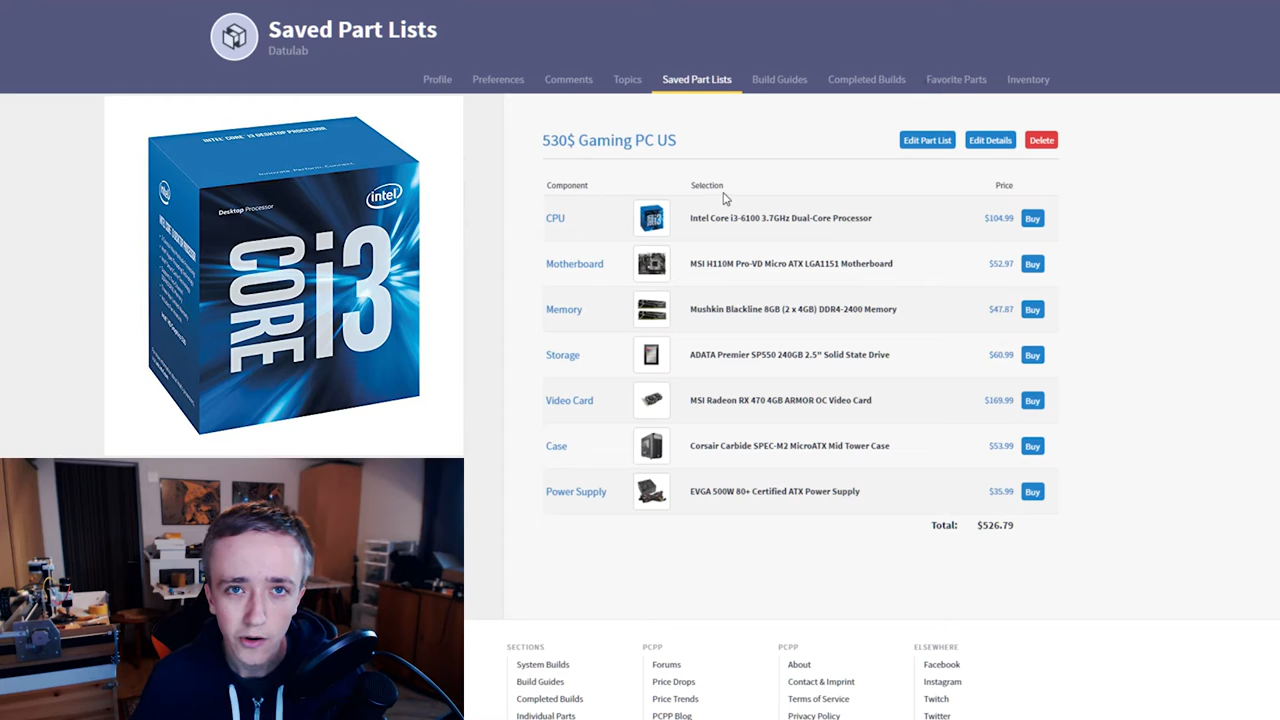 Saved Part Lists
Datulab
Profile Preferences Comments Topics Saved Part Lists Build Guides Completed Builds Favorite Parts Inventory
INTEL CORE i3 DESKTOP PROCESSOR
intel
Desktop Processor
CORE i3
530$ Gaming PC US
Edit Part List Edit Details Delete
Component Selection Price
CPU Intel Core i3-6100 3.7GHz Dual-Core Processor $104.99 Buy
Motherboard MSI H110M Pro-VD Micro ATX LGA1151 Motherboard $52.97 Buy
Memory Mushkin Blackline 8GB (2 x 4GB) DDR4-2400 Memory $47.87 Buy
Storage ADATA Premier SP550 240GB 2.5" Solid State Drive $60.99 Buy
Video Card MSI Radeon RX 470 4GB ARMOR OC Video Card $169.99 Buy
Case Corsair Carbide SPEC-M2 MicroATX Mid Tower Case $53.99 Buy
Power Supply EVGA 500W 80+ Certified ATX Power Supply $35.99 Buy
Total: $526.79
SECTIONS PCPP PCPP ELSEWHERE
System Builds Forums About Facebook
Build Guides Price Drops Contact & Imprint Instagram
Completed Builds Price Trends Terms of Service Twitch
Individual Parts PCPP Blog Privacy Policy Twitter